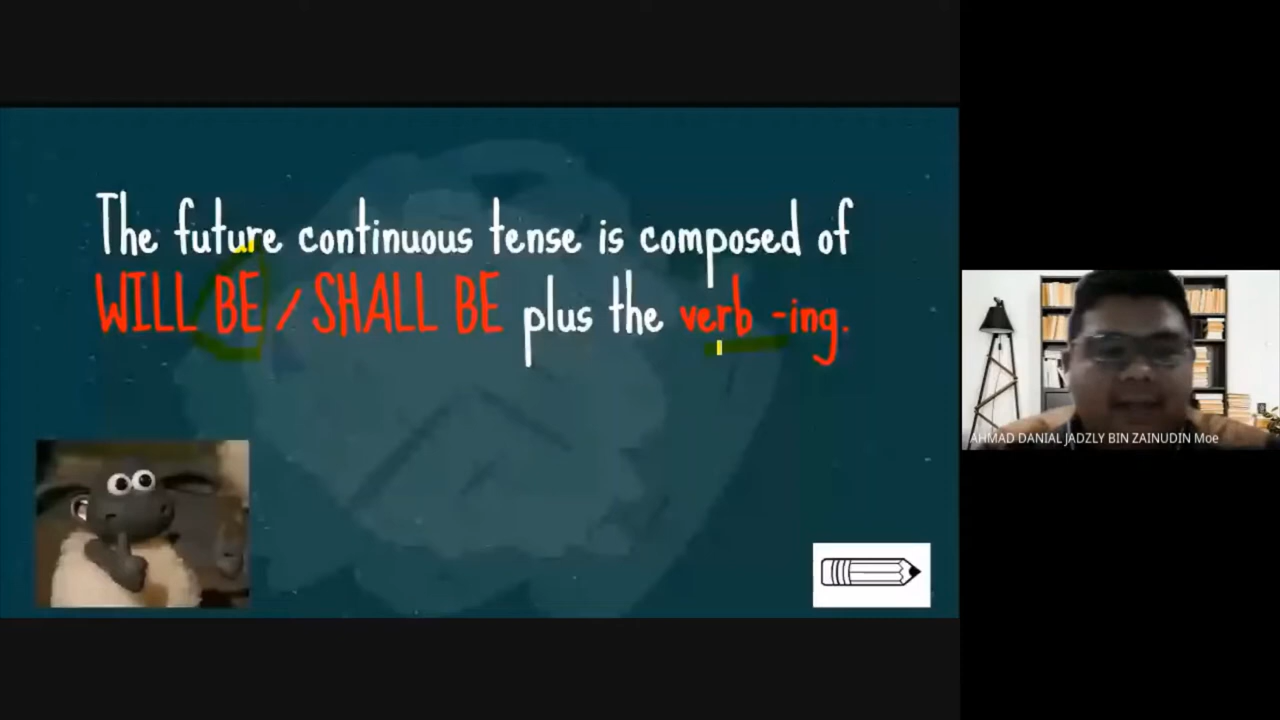 The future continuous tense is composed of
WILL BE / SHALL BE plus the verb -ing.
AHMAD DANIAL JADZLY BIN ZAINUDIN Moe